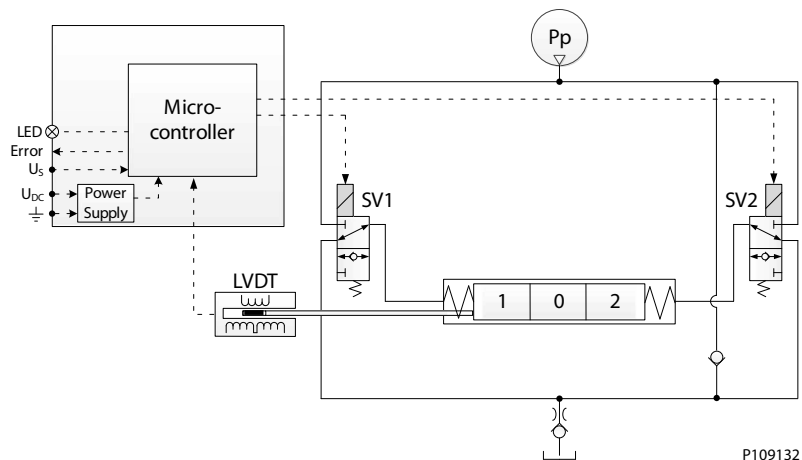 Pp
Micro-
controller
LED
Error
US
UDC
Power
Supply
SV1
SV2
LVDT
1 0 2
P109132